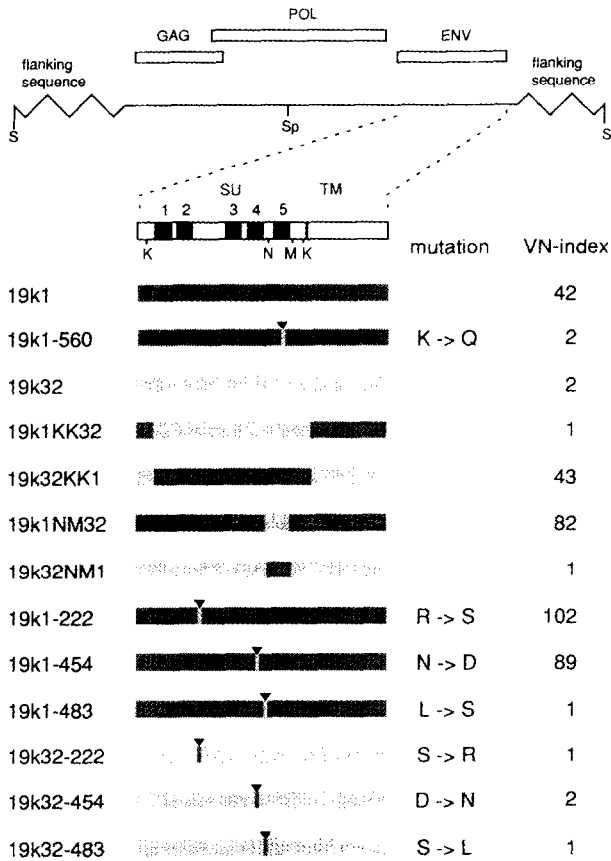 POL
GAG
ENV
flanking
sequence
flanking
sequence
S
Sp
S
SU TM
1 2 3 4 5
K N M K
mutation VN-index
19k1 42
19k1-560 K -> Q 2
19k32 2
19k1KK32 1
19k32KK1 43
19k1NM32 82
19k32NM1 1
19k1-222 R -> S 102
19k1-454 N -> D 89
19k1-483 L -> S 1
19k32-222 S -> R 1
19k32-454 D -> N 2
19k32-483 S -> L 1